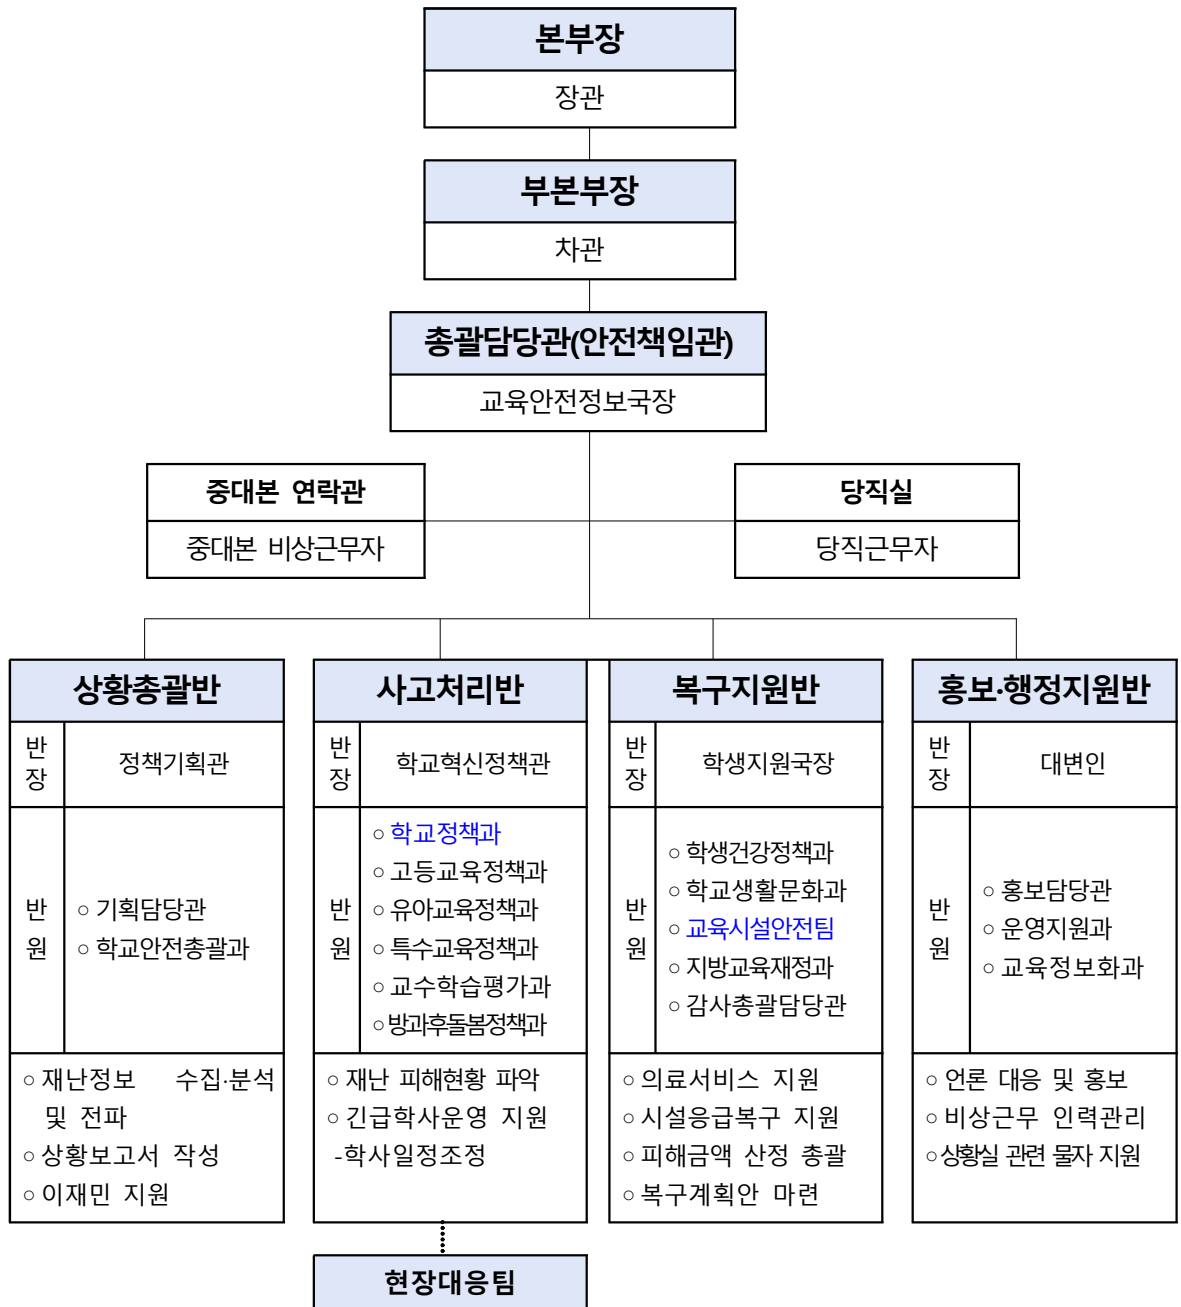 본부장
장관
부본부장
차관
총괄담당관(안전책임관)
교육안전정보국장
중대본 연락관
중대본 비상근무자
당직실
당직근무자
상황총괄반
반장
정책기획관
반원
○ 기획담당관
○ 학교안전총괄과
○ 재난정보 수집·분석
및 전파
○ 상황보고서 작성
○ 이재민 지원
사고처리반
반장
학교혁신정책관
반원
○ 학교정책과
○ 고등교육정책과
○ 유아교육정책과
○ 특수교육정책과
○ 교수학습평가과
○ 방과후돌봄정책과
○ 재난 피해현황 파악
○ 긴급학사운영 지원
-학사일정조정
현장대응팀
복구지원반
반장
학생지원국장
반원
○ 학생건강정책과
○ 학교생활문화과
○ 교육시설안전팀
○ 지방교육재정과
○ 감사총괄담당관
○ 의료서비스 지원
○ 시설응급복구 지원
○ 피해금액 산정 총괄
○ 복구계획안 마련
홍보·행정지원반
반장
대변인
반원
○ 홍보담당관
○ 운영지원과
○ 교육정보화과
○ 언론 대응 및 홍보
○ 비상근무 인력관리
○ 상황실 관련 물자 지원